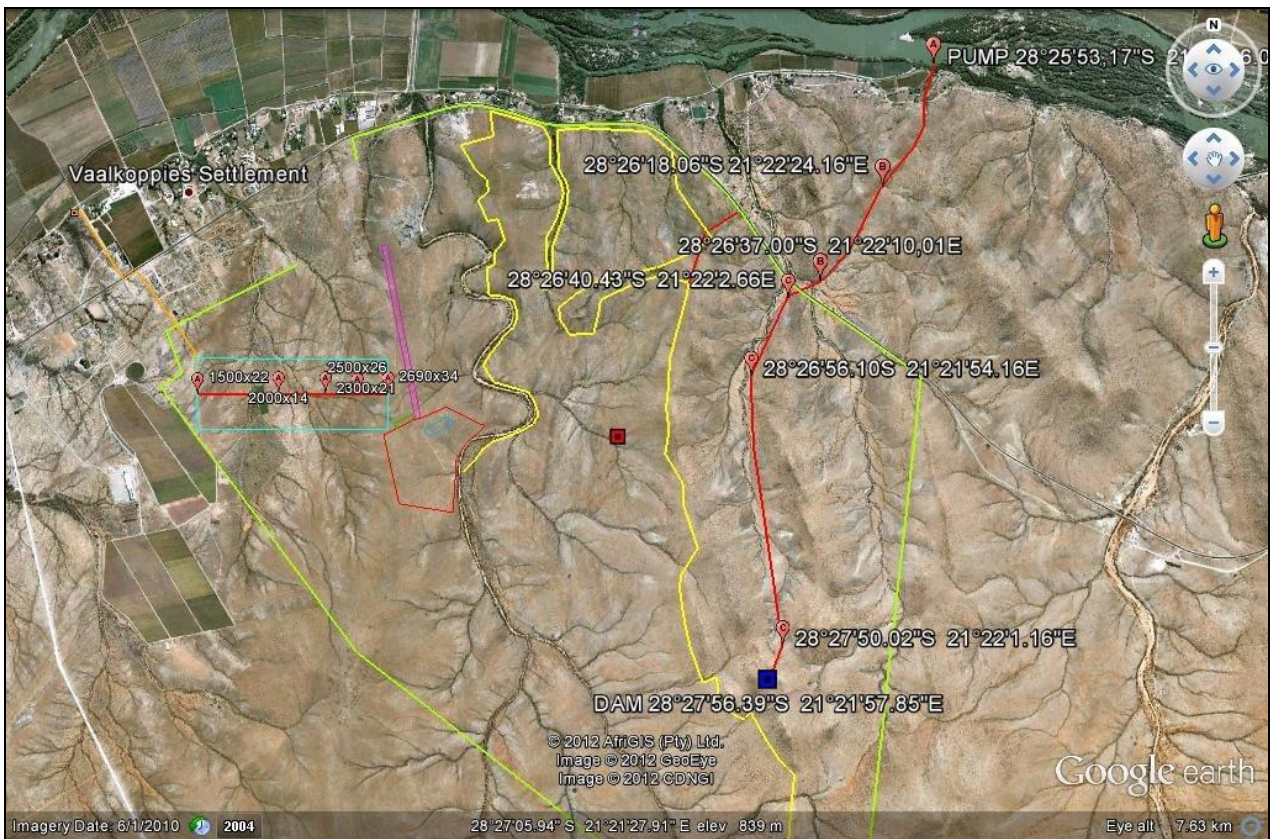 N
A
PUMP 28°25'53,17"S
28°26'18.06"S 21°22'24.16"E
B
Vaalkoppies Settlement
28°26'37.00"S 21°22'10,01E
B
28°26'40.43"S 21°22'2.66E
C
C
28°26'56.10S 21°21'54.16E
A
1500x22
A
2000x14
A
2500x26
A
2300x21
A
2690x34
C
28°27'50.02"S 21°22'1.16"E
DAM 28°27'56.39"S 21°21'57.85"E
© 2012 AfriGIS (Pty) Ltd.
Image © 2012 GeoEye
Image © 2012 CDNGI
Google earth
Imagery Date: 6/1/2010 2004 28°27'05.94" S 21°21'27.91" E elev 839 m Eye alt 7.63 km